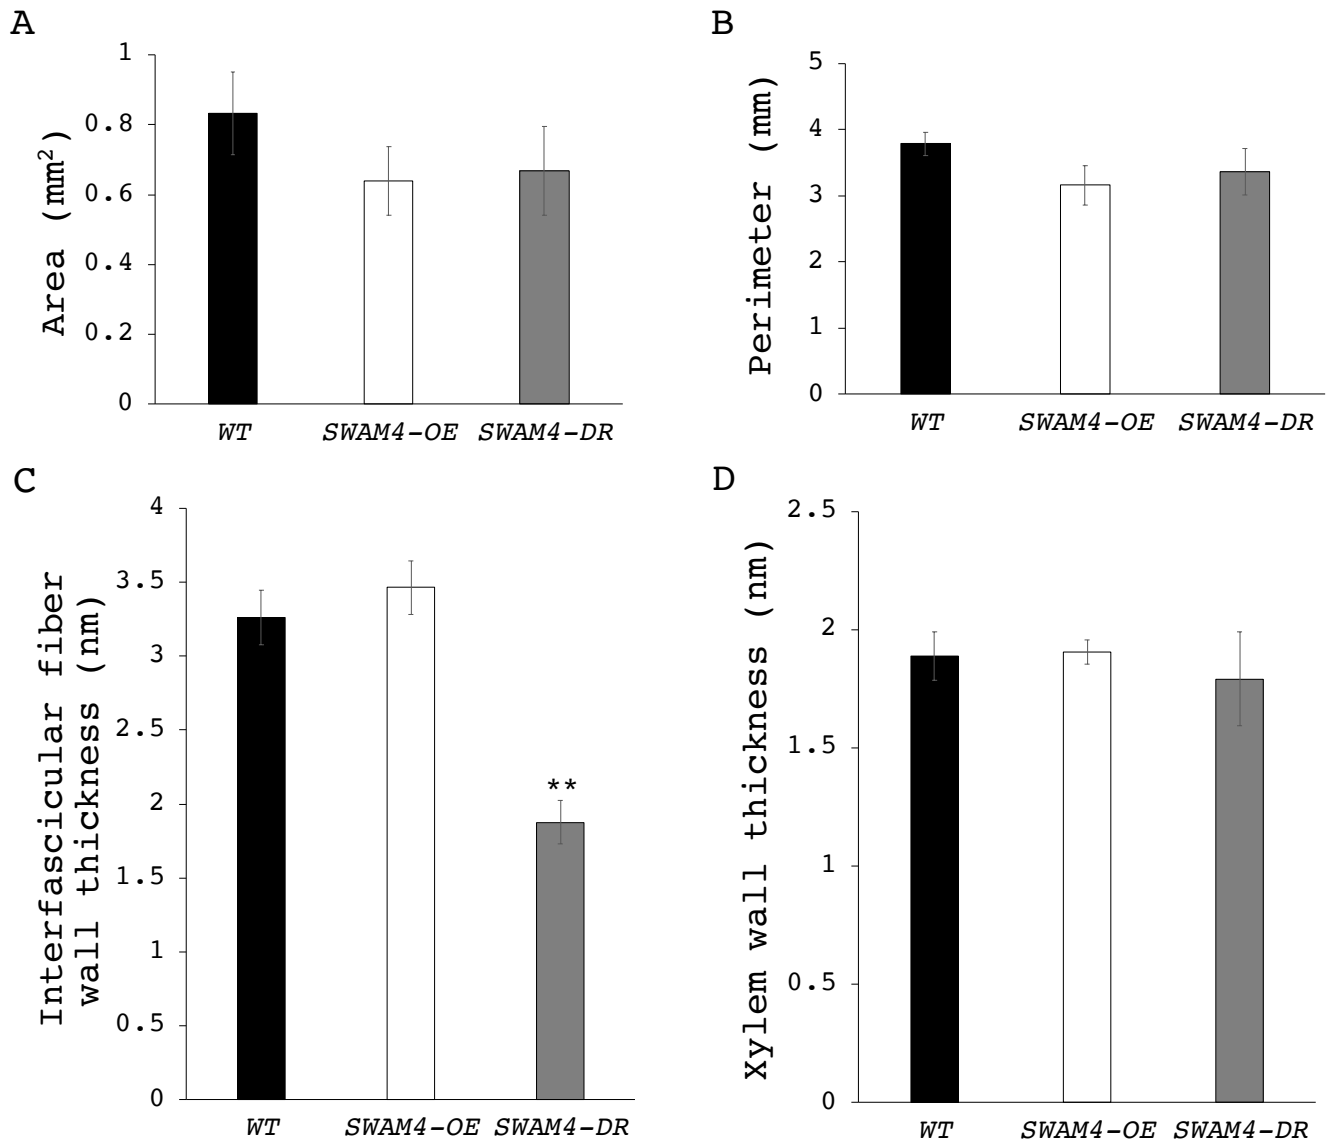 A
Area (mm²)
1
0.8
0.6
0.4
0.2
0
WT SWAM4-OE SWAM4-DR
B
Perimeter (mm)
5
4
3
2
1
0
WT SWAM4-OE SWAM4-DR
C
Interfascicular fiber
wall thickness (nm)
4
3.5
3
2.5
2
1.5
1
0.5
0
**
WT SWAM4-OE SWAM4-DR
D
Xylem wall thickness (nm)
2.5
2
1.5
1
0.5
0
WT SWAM4-OE SWAM4-DR